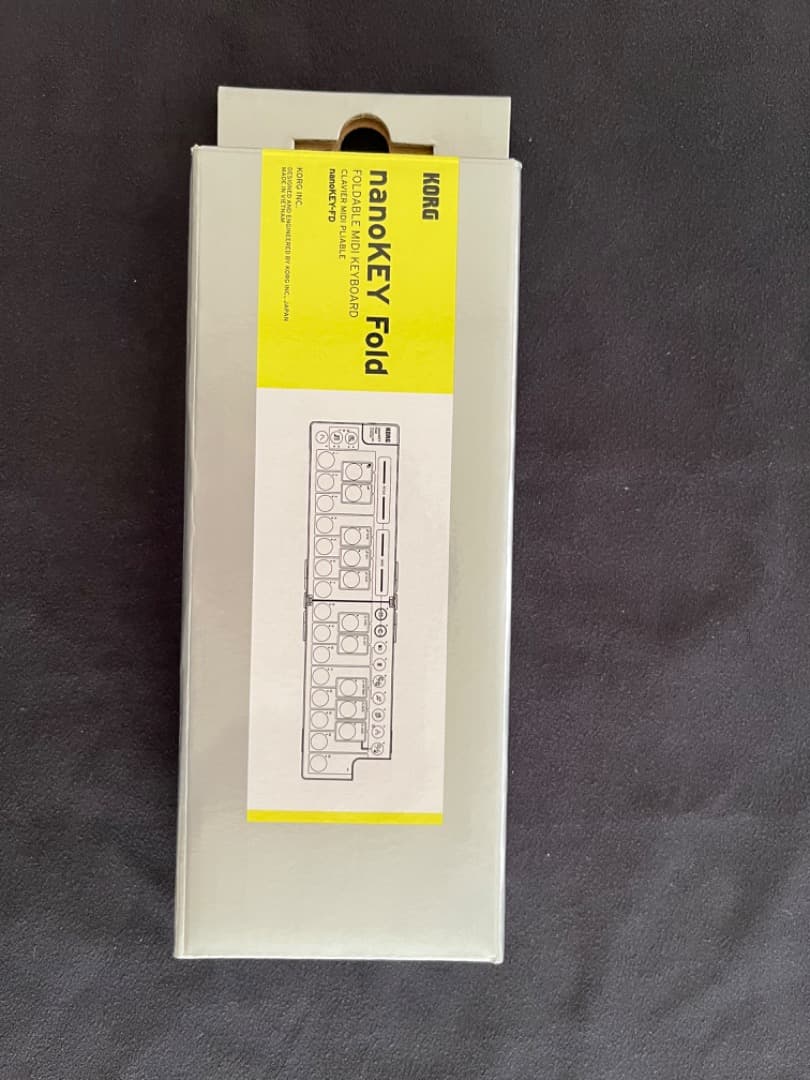 KORG
nanoKEY Fold
FOLDABLE MIDI KEYBOARD
CLAVIER MIDI PLIABLE
nanoKEY-FD
KORG INC.
DESIGNED AND ENGINEERED BY KORG INC., JAPAN
MADE IN VIETNAM
KORG